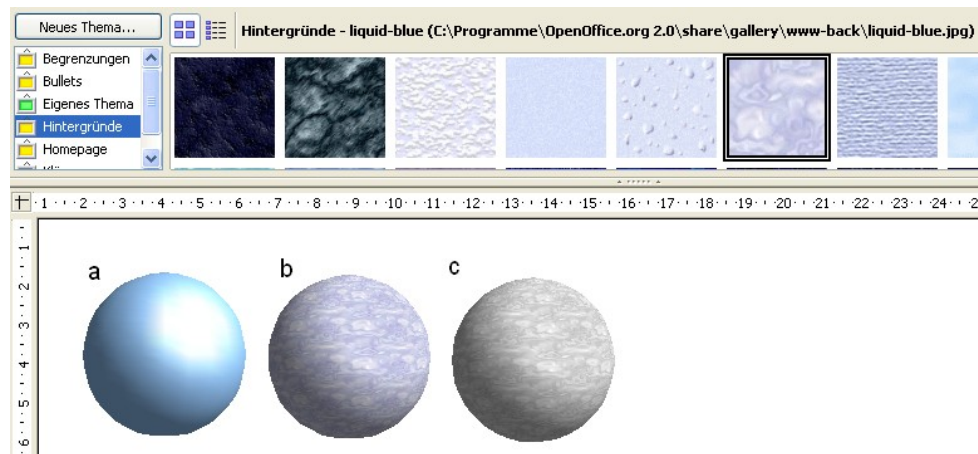 Neues Thema...
Hintergründe - liquid-blue (C:\Programme\OpenOffice.org 2.0\share\gallery\www-back\liquid-blue.jpg)
Begrenzungen
Bullets
Eigenes Thema
Hintergründe
Homepage
1 2 3 4 5 6 7 8 9 10 11 12 13 14 15 16 17 18 19 20 21 22 23 24
1
2
3
4
5
6
a b c